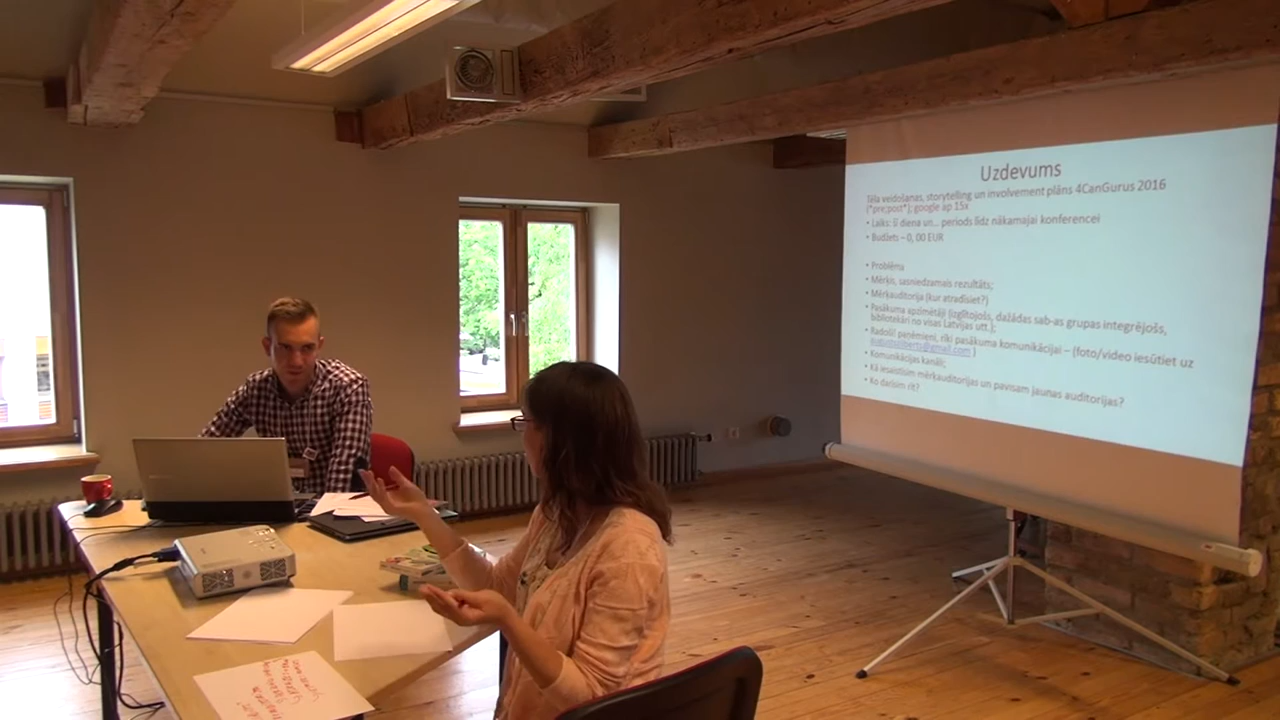 Uzdevums
Tēla veidošanas, storytelling un involvement plāns 4CanGurus 2016
("pre;post"); google ap 15x
• Laiks: šī diena un... periods līdz nākamajai konferencei
• Budžets – 0, 00 EUR
• Problēma
• Mērķis, sasniedzamais rezultāts;
• Mērķauditorija (kur atradīsiet?)
• Pasākuma apzīmētāji (izglītojošs, dažādas sab-as grupas integrējošs,
bibliotekāri no visas Latvijas utt.);
• Radoši! paņēmieni, rīki pasākuma komunikācijai – (foto/video iesūtiet uz
)
• Komunikācijas kanāli;
• Kā iesaistīsim mērķauditorijas un pavisam jaunas auditorijas?
• Ko darīsim rīt?